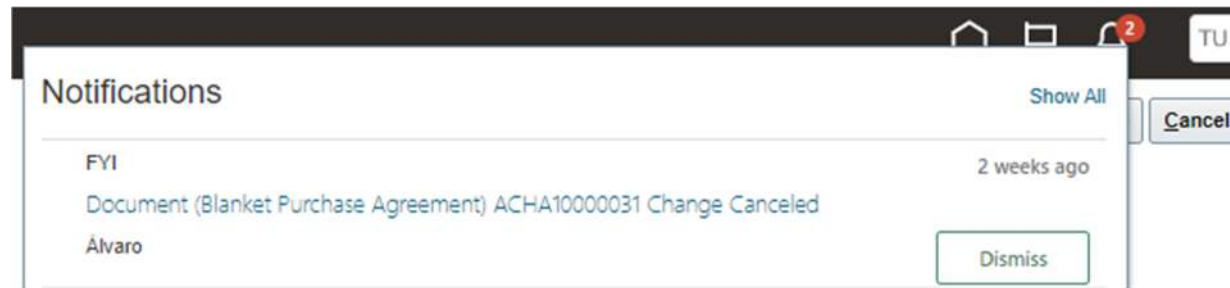 2
TU
Notifications
Show All
Cancel
FYI
2 weeks ago
Document (Blanket Purchase Agreement) ACHA10000031 Change Canceled
Álvaro
Dismiss